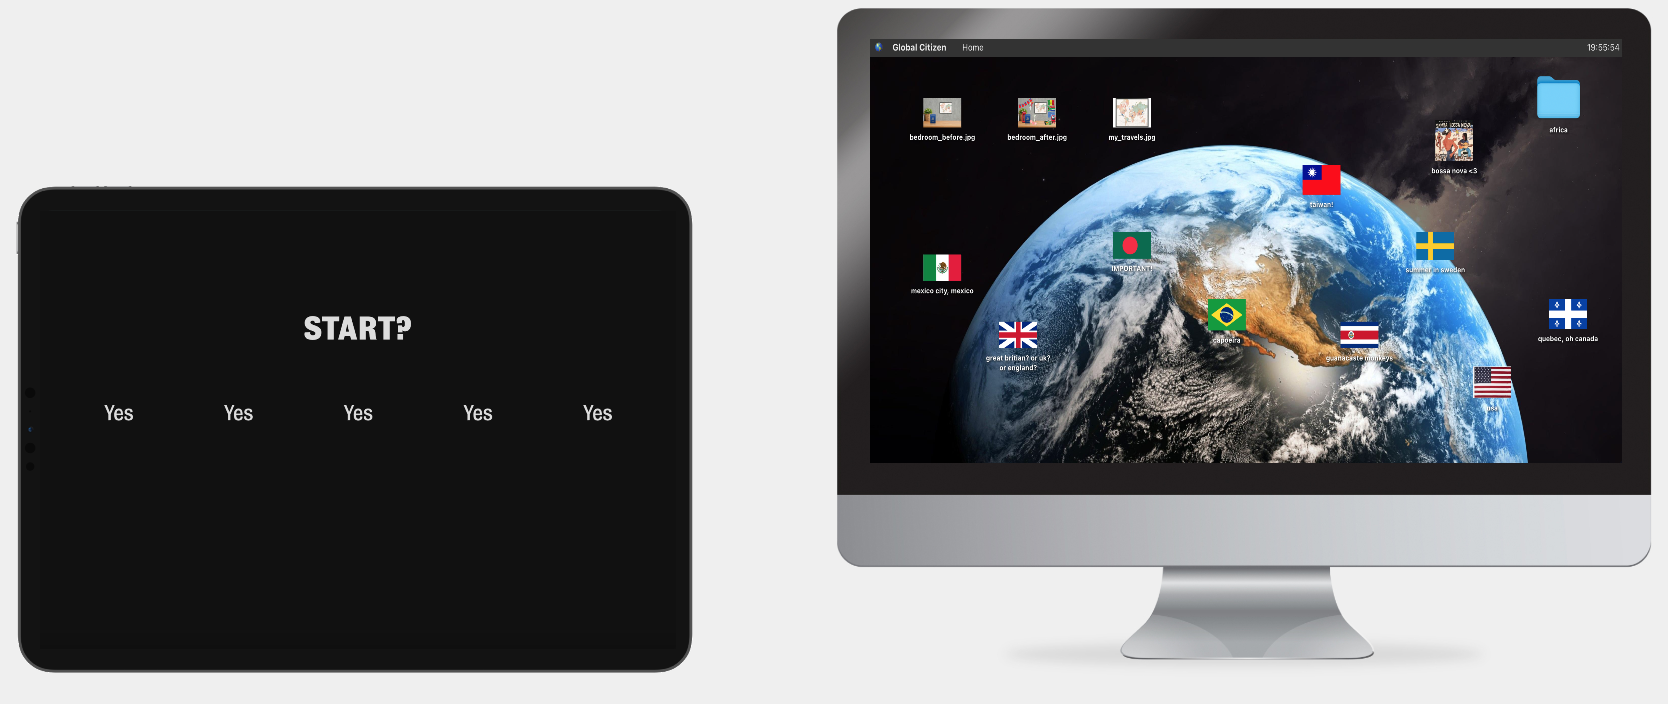 START?
Yes Yes Yes Yes Yes
Global Citizen Home 19:55:54
bedroom_before.jpg bedroom_after.jpg my_travels.jpg
africa
bossa nova <3
taiwan!
IMPORTANT!
summer in sweden
mexico city, mexico
capoeira
quebec, oh canada
great britian? or uk?
or england?
guanacaste monkeys
usa